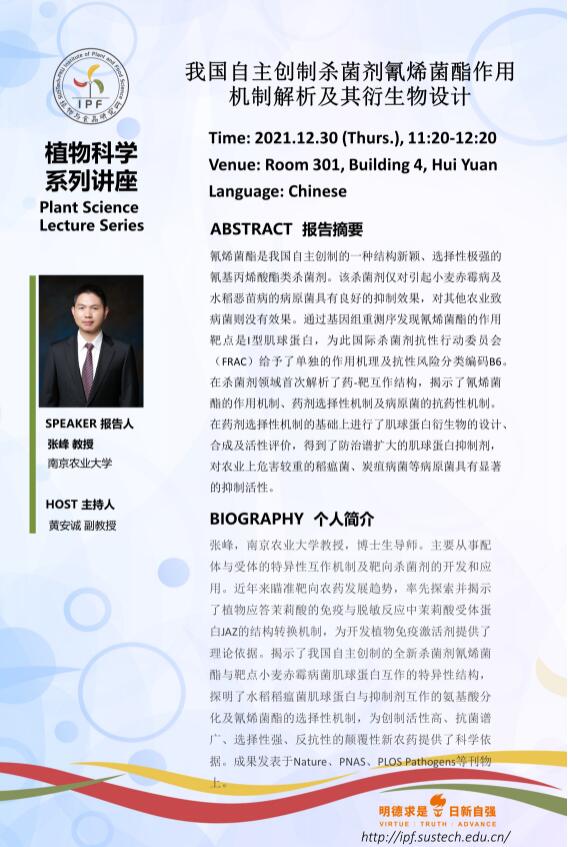 SUSTech-PKU Institute of Plant and Food Science
IPF
植物与食品研究所
我国自主创制杀菌剂氰烯菌酯作用
机制解析及其衍生物设计
Time: 2021.12.30 (Thurs.), 11:20-12:20
Venue: Room 301, Building 4, Hui Yuan
Language: Chinese
植物科学
系列讲座
Plant Science
Lecture Series
ABSTRACT 报告摘要
氰烯菌酯是我国自主创制的一种结构新颖、选择性极强的
氰基丙烯酸酯类杀菌剂。该杀菌剂仅对引起小麦赤霉病及
水稻恶苗病的病原菌具有良好的抑制效果，对其他农业致
病菌则没有效果。通过基因组重测序发现氰烯菌酯的作用
靶点是I型肌球蛋白，为此国际杀菌剂抗性行动委员会
（FRAC）给予了单独的作用机理及抗性风险分类编码B6。
在杀菌剂领域首次解析了药-靶互作结构，揭示了氰烯菌
酯的作用机制、药剂选择性机制及病原菌的抗药性机制。
在药剂选择性机制的基础上进行了肌球蛋白衍生物的设计、
合成及活性评价，得到了防治谱扩大的肌球蛋白抑制剂，
对农业上危害较重的稻瘟菌、炭疽病菌等病原菌具有显著
的抑制活性。
SPEAKER 报告人
张峰 教授
南京农业大学
HOST 主持人
黄安诚 副教授
BIOGRAPHY 个人简介
张峰，南京农业大学教授，博士生导师。主要从事配
体与受体的特异性互作机制及靶向杀菌剂的开发和应
用。近年来瞄准靶向农药发展趋势，率先探索并揭示
了植物应答茉莉酸的免疫与脱敏反应中茉莉酸受体蛋
白JAZ的结构转换机制，为开发植物免疫激活剂提供了
理论依据。揭示了我国自主创制的全新杀菌剂氰烯菌
酯与靶点小麦赤霉病菌肌球蛋白互作的特异性结构，
探明了水稻稻瘟菌肌球蛋白与抑制剂互作的氨基酸分
化及氰烯菌酯的选择性机制，为创制活性高、抗菌谱
广、选择性强、反抗性的颠覆性新农药提供了科学依
据。成果发表于Nature、PNAS、PLOS Pathogens等刊物
上。
明德求是 日新自强
VIRTUE | TRUTH | ADVANCE
http://ipf.sustech.edu.cn/